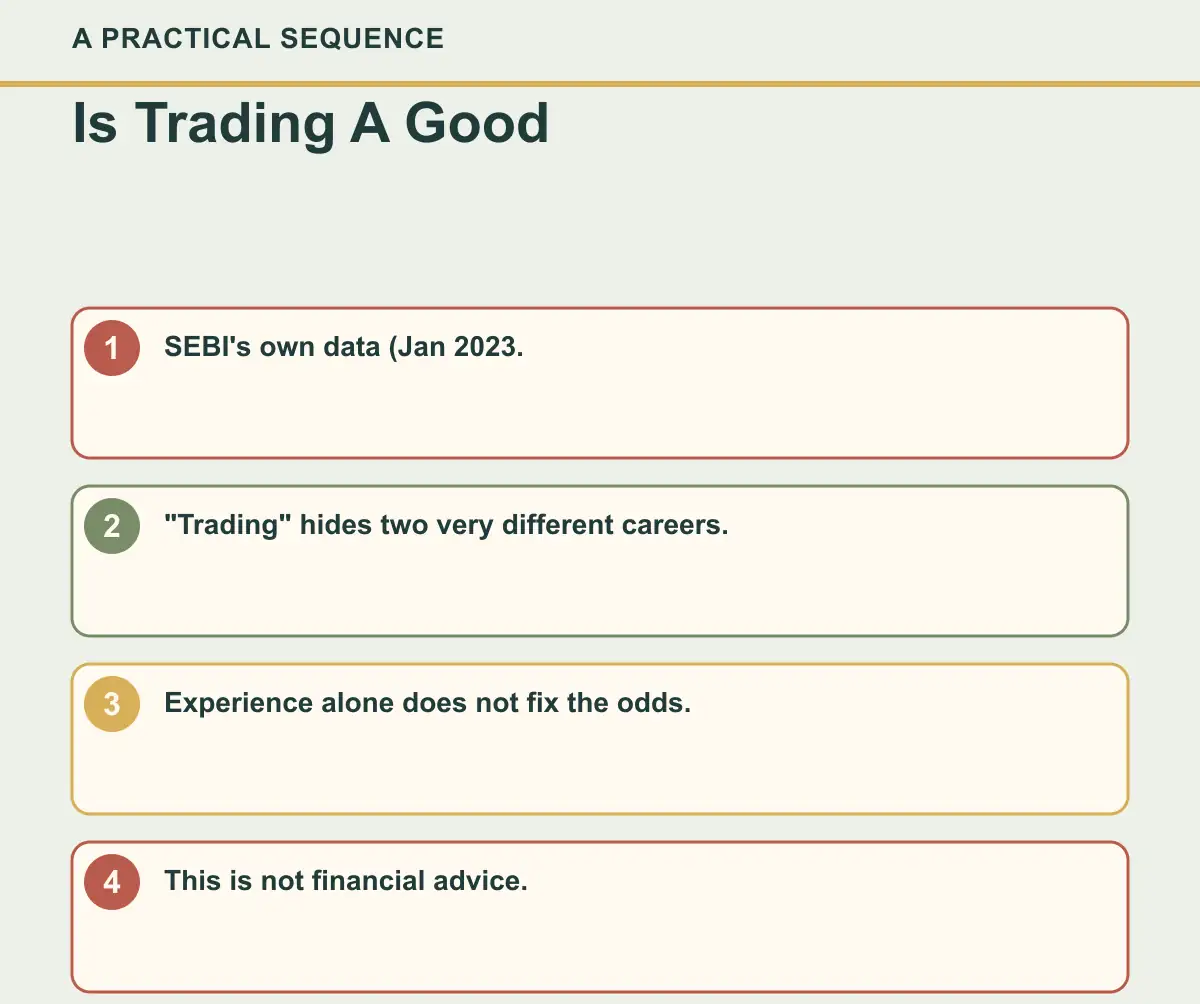 A PRACTICAL SEQUENCE
Is Trading A Good
1
SEBI's own data (Jan 2023.
2
"Trading" hides two very different careers.
3
Experience alone does not fix the odds.
4
This is not financial advice.